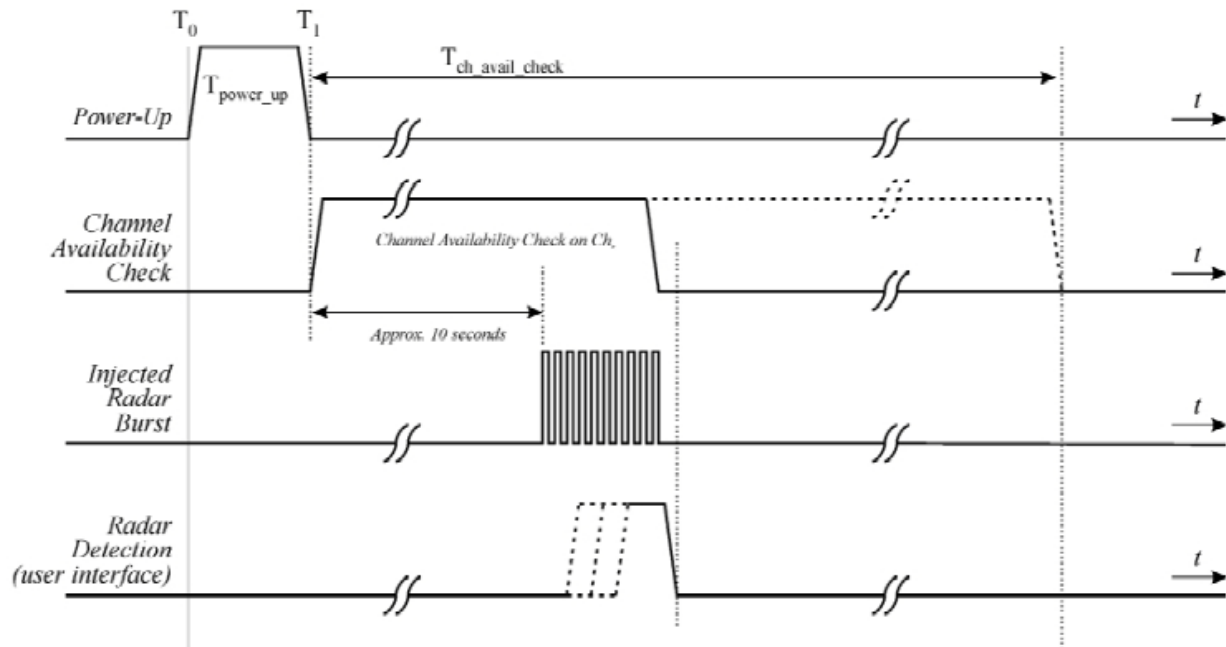 T0 T1
Tch_avail_check
Tpower_up
Power-Up
t
Channel
Availability
Check
Channel Availability Check on Chr
t
Approx. 10 seconds
Injected
Radar
Burst
t
Radar
Detection
(user interface)
t